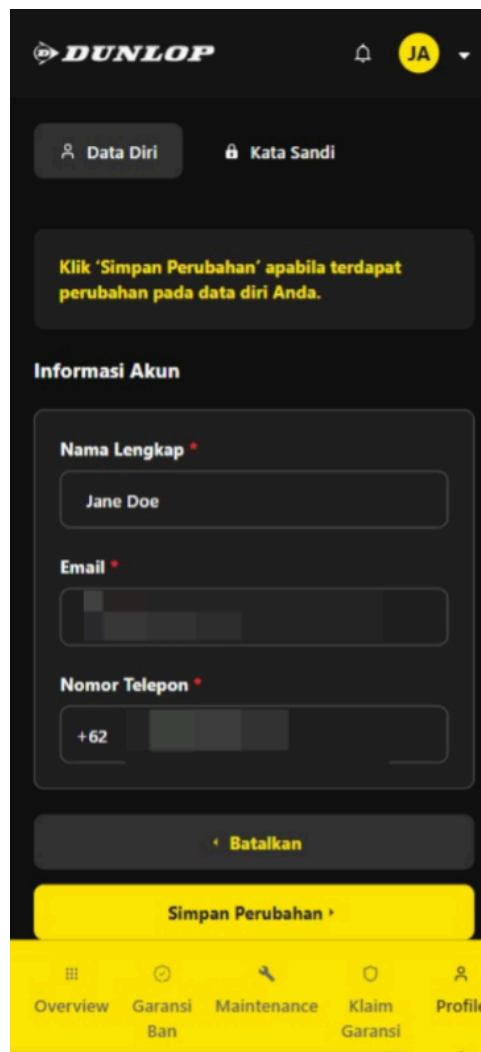 DUNLOP
JA
Data Diri
Kata Sandi
Klik ‘Simpan Perubahan’ apabila terdapat
perubahan pada data diri Anda.
Informasi Akun
Nama Lengkap *
Jane Doe
Email *
Nomor Telepon *
+62
Batalkan
Simpan Perubahan
Overview
Garansi
Ban
Maintenance
Klaim
Garansi
Profile